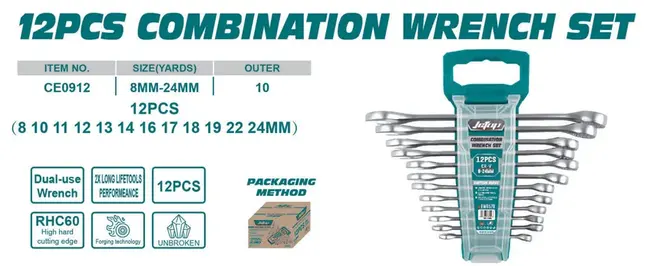 12PCS COMBINATION WRENCH SET
ITEM NO. SIZE(YARDS) OUTER
CE0912 8MM-24MM 10
12PCS
(8 10 11 12 13 14 16 17 18 19 22 24MM)
Dual-use Wrench
2X LONG LIFETOOLS PERFORMEANCE
12PCS
RHC60
High hard cutting edge
Forging technology
UNBROKEN
PACKAGING METHOD
Jetop
COMBINATION
WRENCH SET
12PCS
CR-V
8-24MM